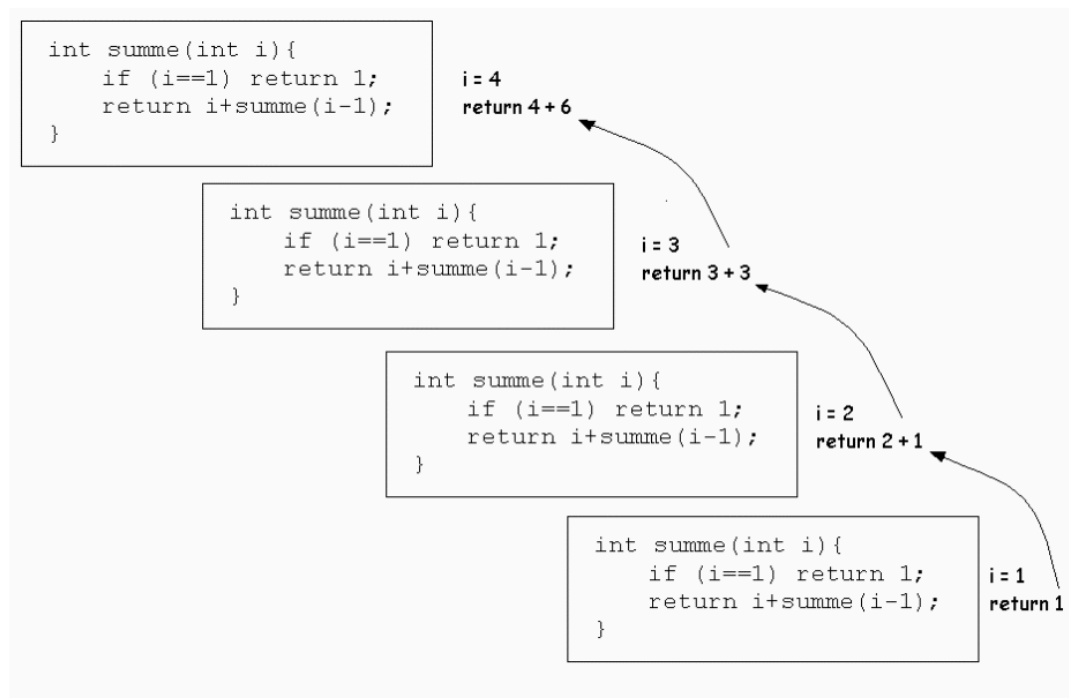 int summe(int i){
if (i==1) return 1;
return i+summe(i-1);
}
i = 4
return 4 + 6
int summe(int i){
if (i==1) return 1;
return i+summe(i-1);
}
i = 3
return 3 + 3
int summe(int i){
if (i==1) return 1;
return i+summe(i-1);
}
i = 2
return 2 + 1
int summe(int i){
if (i==1) return 1;
return i+summe(i-1);
}
i = 1
return 1